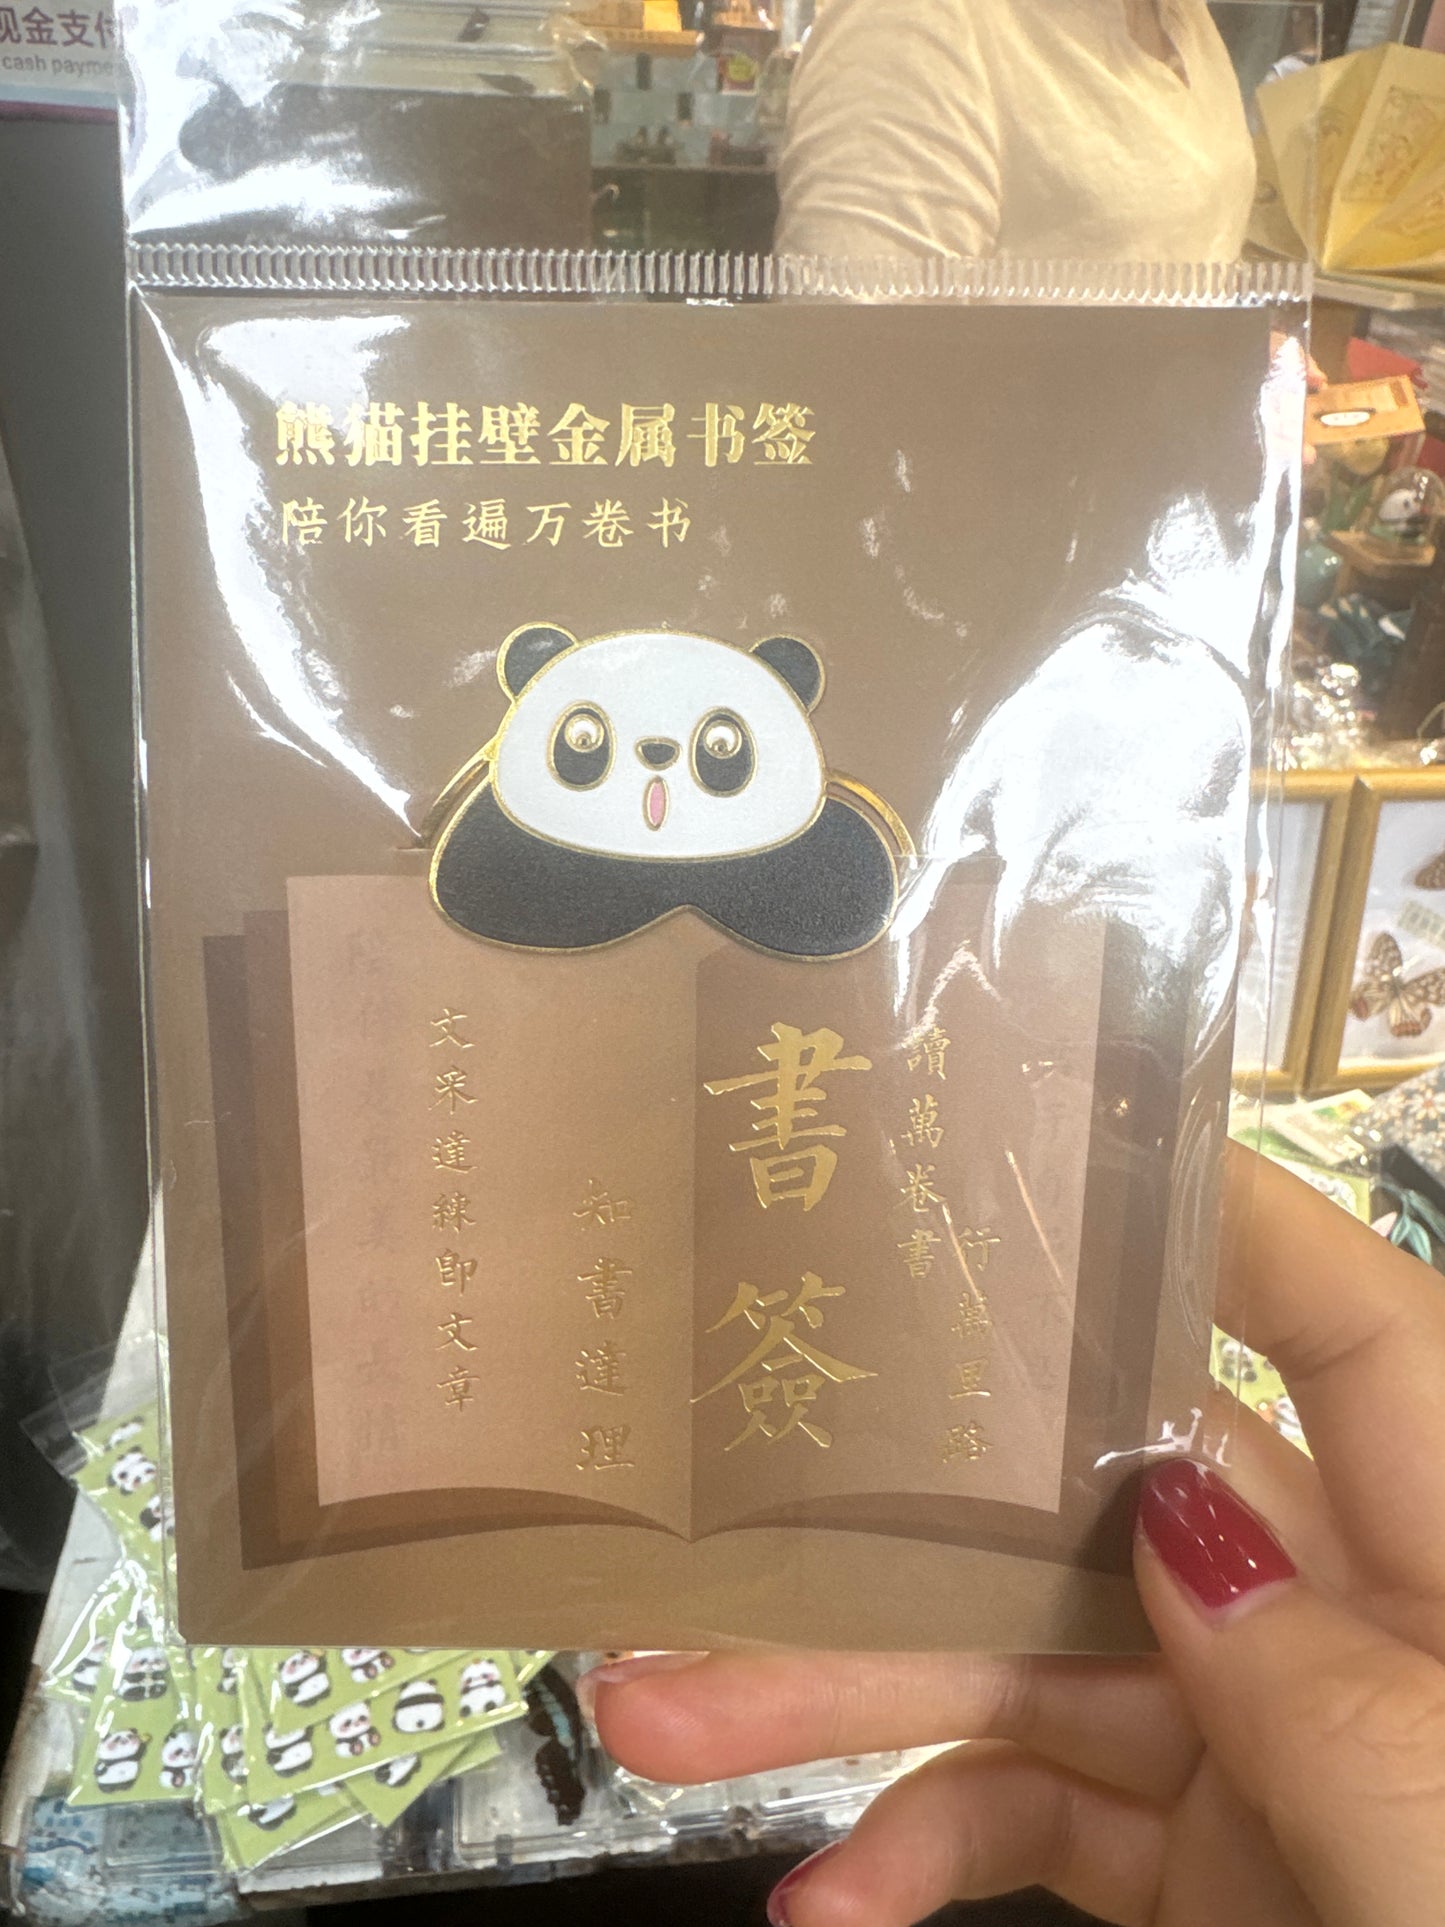 现金支付
cash payme
熊猫挂壁金属书签
陪你看遍万卷书
書簽
讀萬卷書
行萬里路
知書達理
文采達練即文章